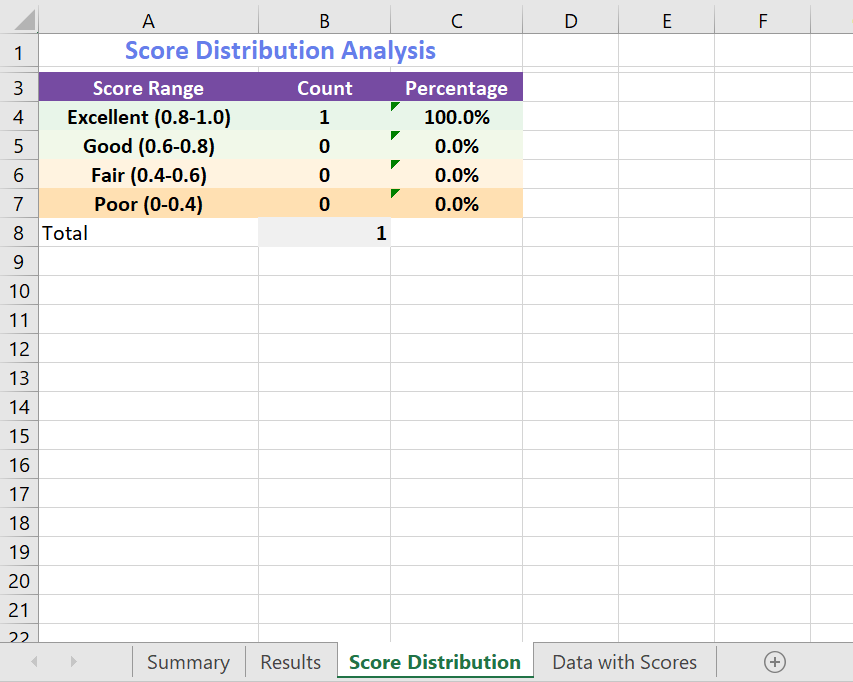 A B C D E F
1 Score Distribution Analysis
3 Score Range Count Percentage
4 Excellent (0.8-1.0) 1 100.0%
5 Good (0.6-0.8) 0 0.0%
6 Fair (0.4-0.6) 0 0.0%
7 Poor (0-0.4) 0 0.0%
8 Total 1
9
10
11
12
13
14
15
16
17
18
19
20
21
22
Summary Results Score Distribution Data with Scores